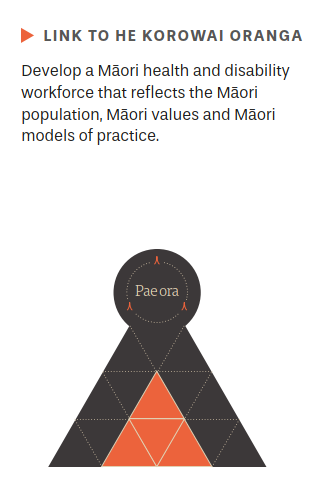 LINK TO HE KOROWAI ORANGA
Develop a Māori health and disability
workforce that reflects the Māori
population, Māori values and Māori
models of practice.
Pae ora